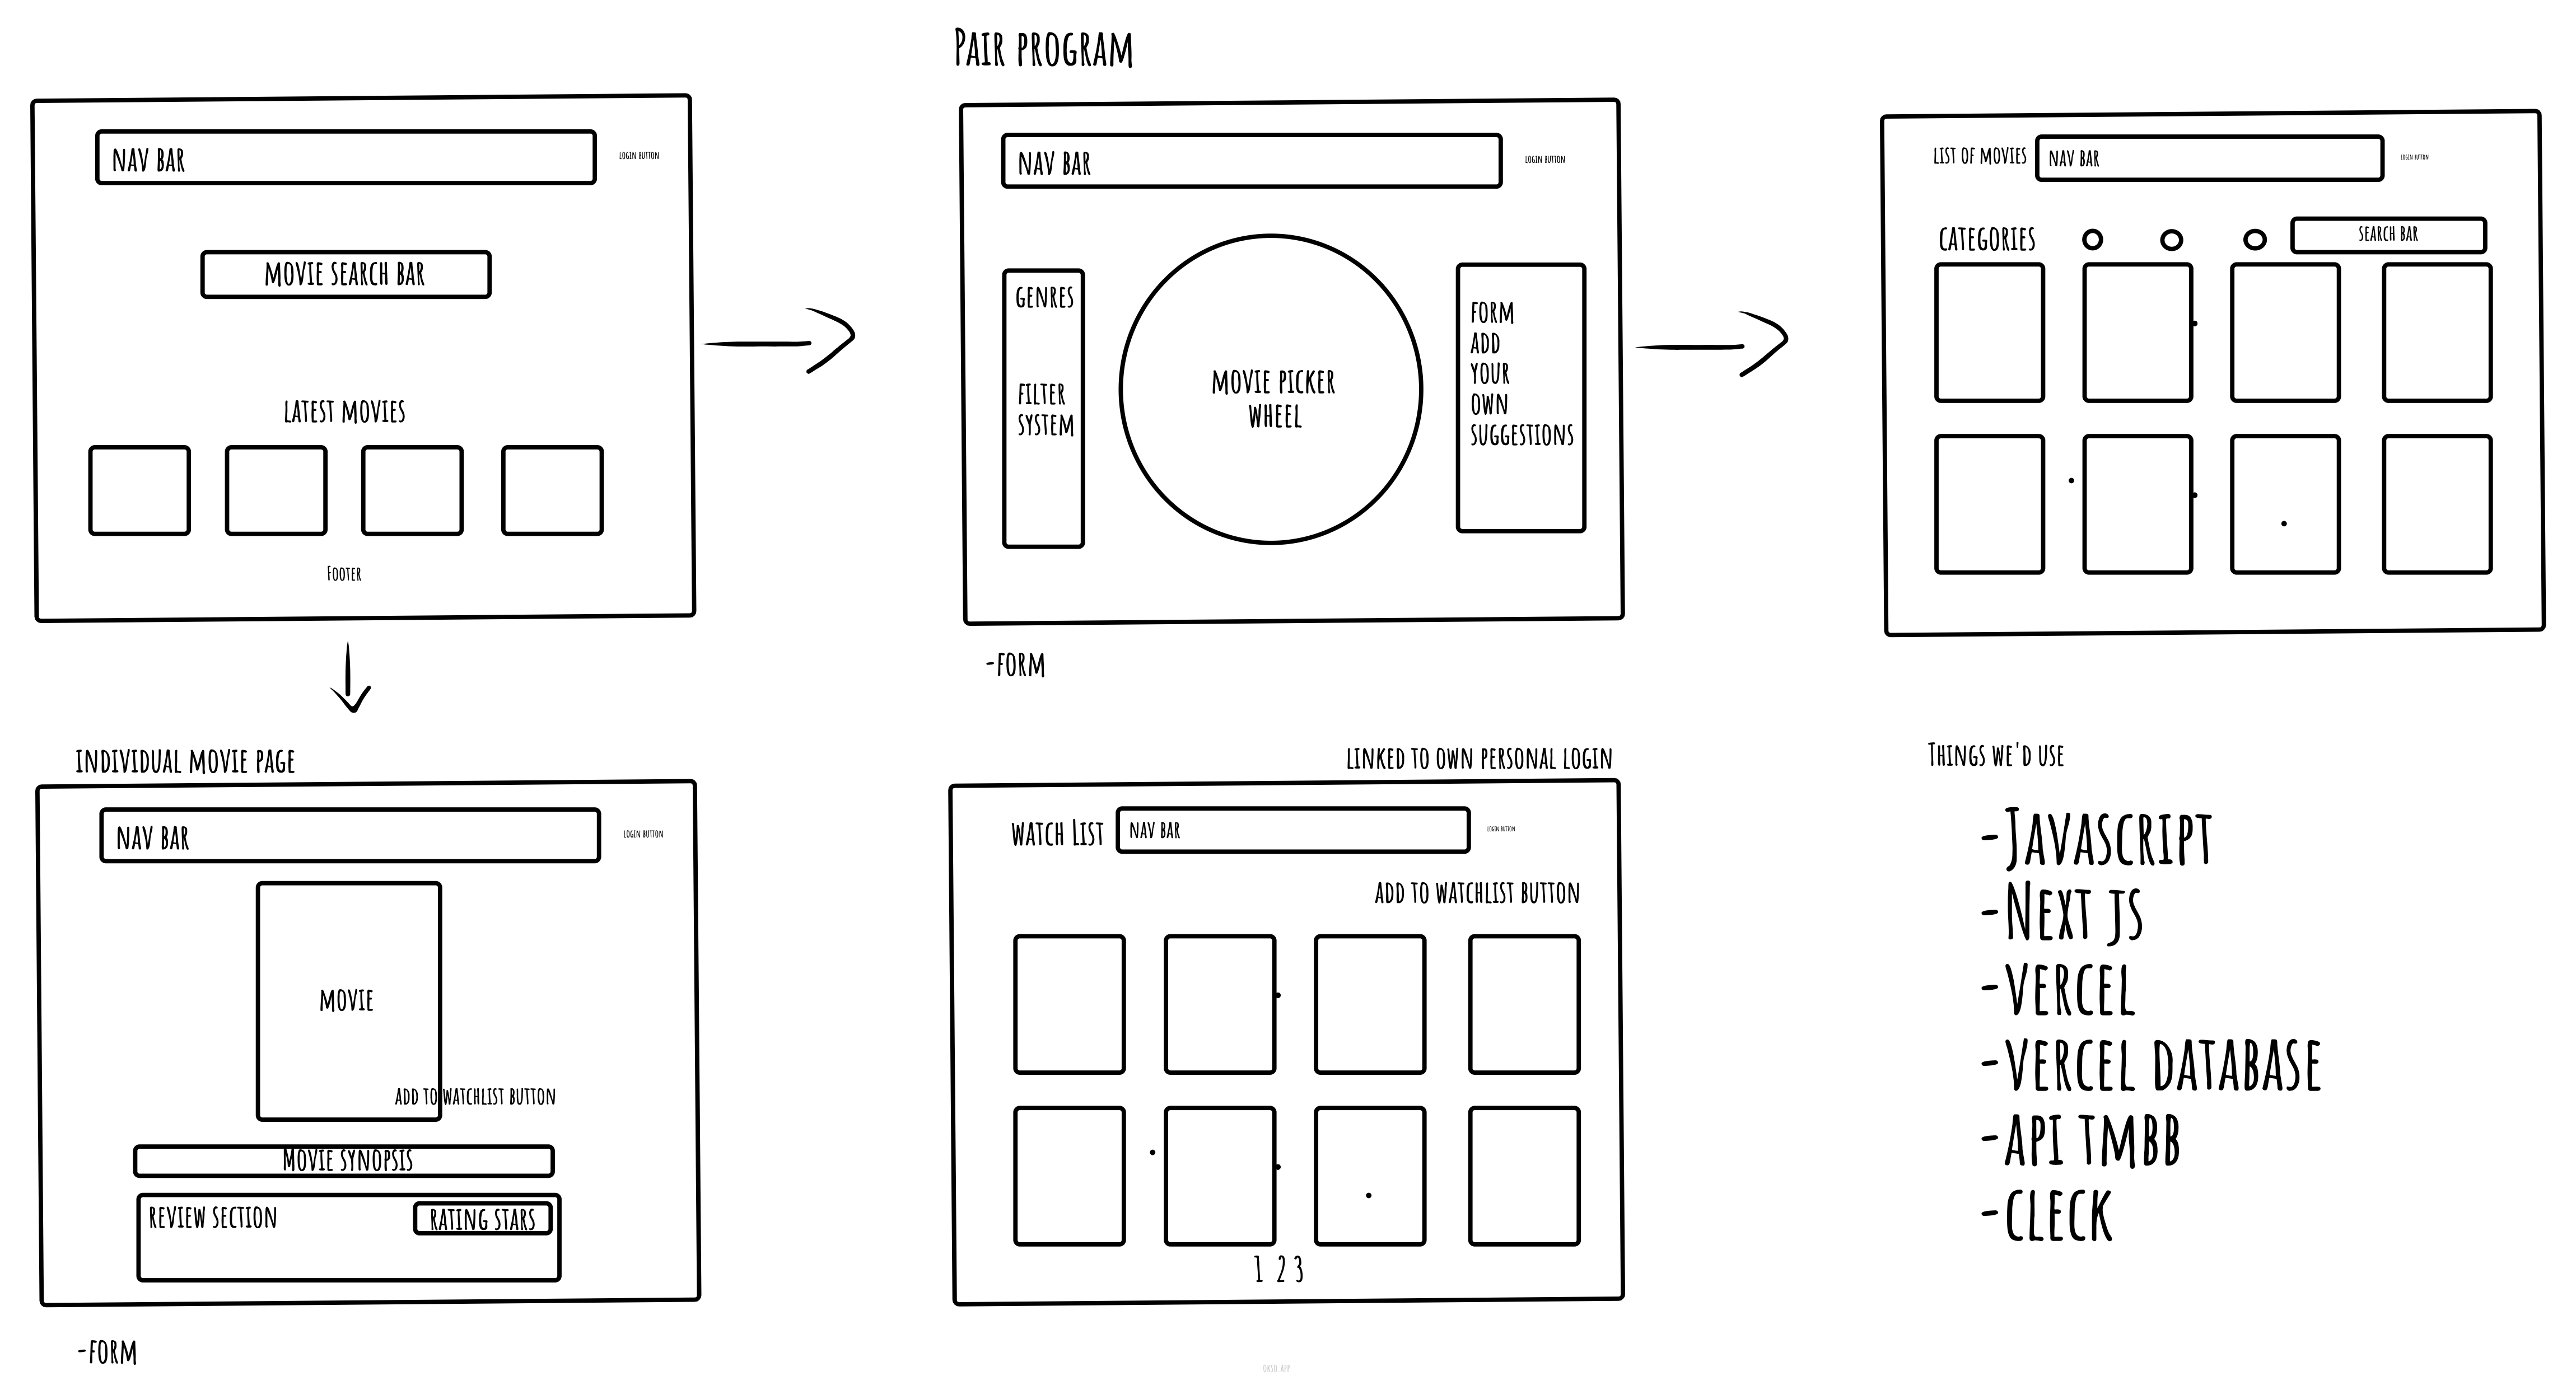 Pair program
nav bar
login button
movie search bar
latest movies
Footer
nav bar
login button
genres
filter
system
movie picker
wheel
form
add
your
own
suggestions
-form
list of movies
nav bar
login button
categories
search bar
individual movie page
nav bar
login button
movie
add to watchlist button
Movie synopsis
review section
rating stars
-form
linked to own personal login
watch List
nav bar
login button
add to watchlist button
1 2 3
Things we'd use
-Javascript
-Next js
-vercel
-vercel database
-api tmbb
-cleck
okso.app